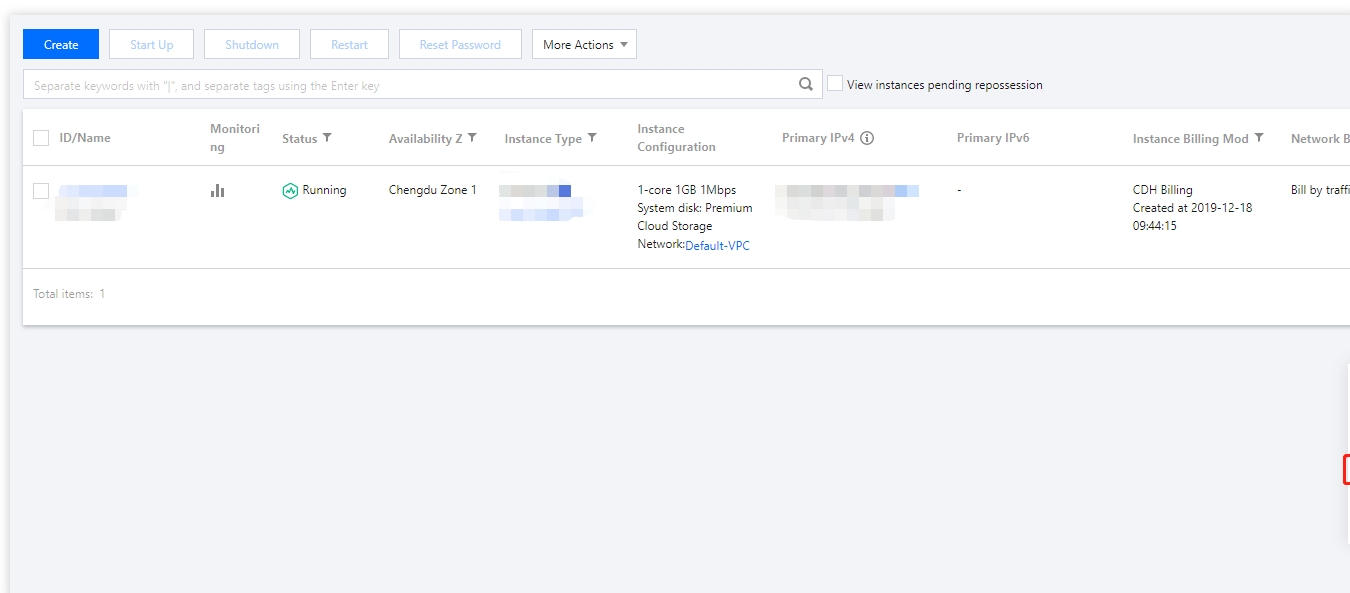 Create Start Up Shutdown Restart Reset Password More Actions
Separate keywords with "|", and separate tags using the Enter key
View instances pending repossession
ID/Name
Monitori
ng
Status
Availability Z
Instance Type
Instance
Configuration
Primary IPv4
Primary IPv6
Instance Billing Mod
Network B
Running
Chengdu Zone 1
1-core 1GB 1Mbps
System disk: Premium
Cloud Storage
Network:Default-VPC
-
CDH Billing
Created at 2019-12-18
09:44:15
Bill by traffi
Total items: 1